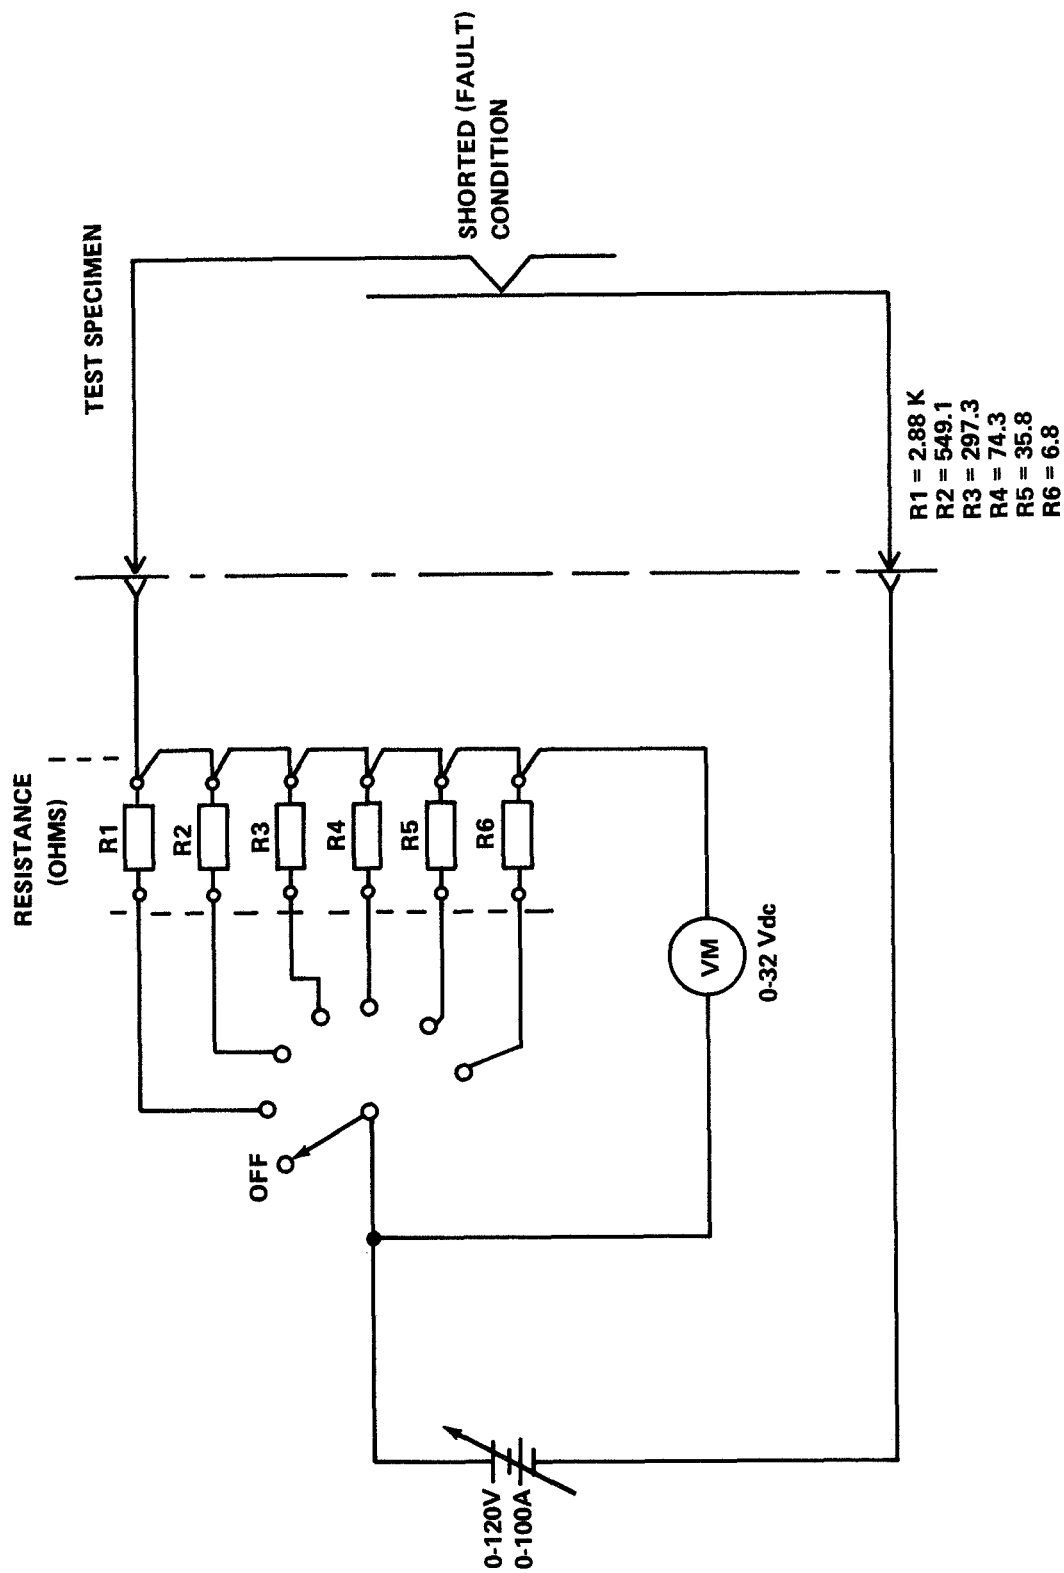 TEST SPECIMEN
SHORTED (FAULT)
CONDITION
RESISTANCE
(OHMS)
R1
R2
R3
R4
R5
R6
OFF
VM
0-32 Vdc
0-120V
0-100A
R1 = 2.88 K
R2 = 549.1
R3 = 297.3
R4 = 74.3
R5 = 35.8
R6 = 6.8